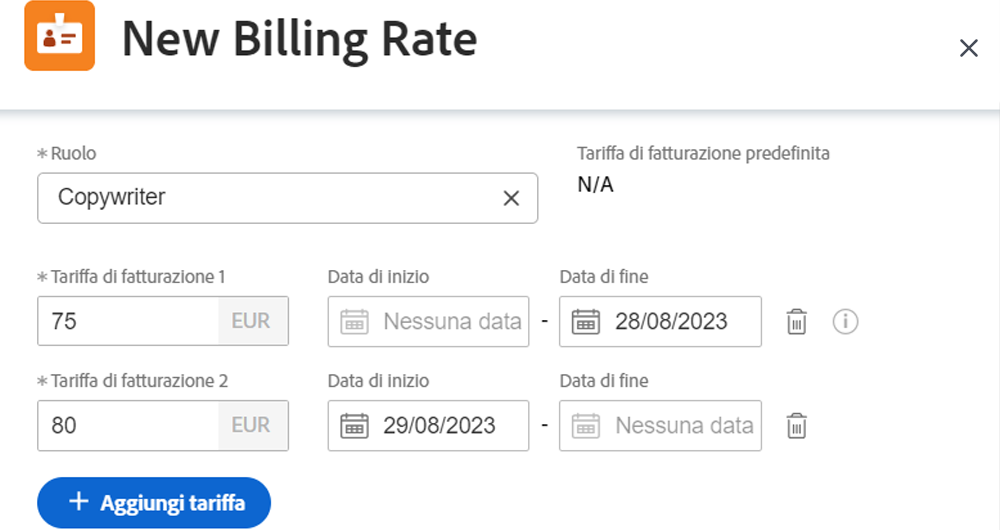 New Billing Rate
* Ruolo
Tariffa di fatturazione predefinita
Copywriter
N/A
* Tariffa di fatturazione 1
Data di inizio
Data di fine
75 EUR
Nessuna data - 28/08/2023
* Tariffa di fatturazione 2
Data di inizio
Data di fine
80 EUR
29/08/2023 - Nessuna data
+ Aggiungi tariffa